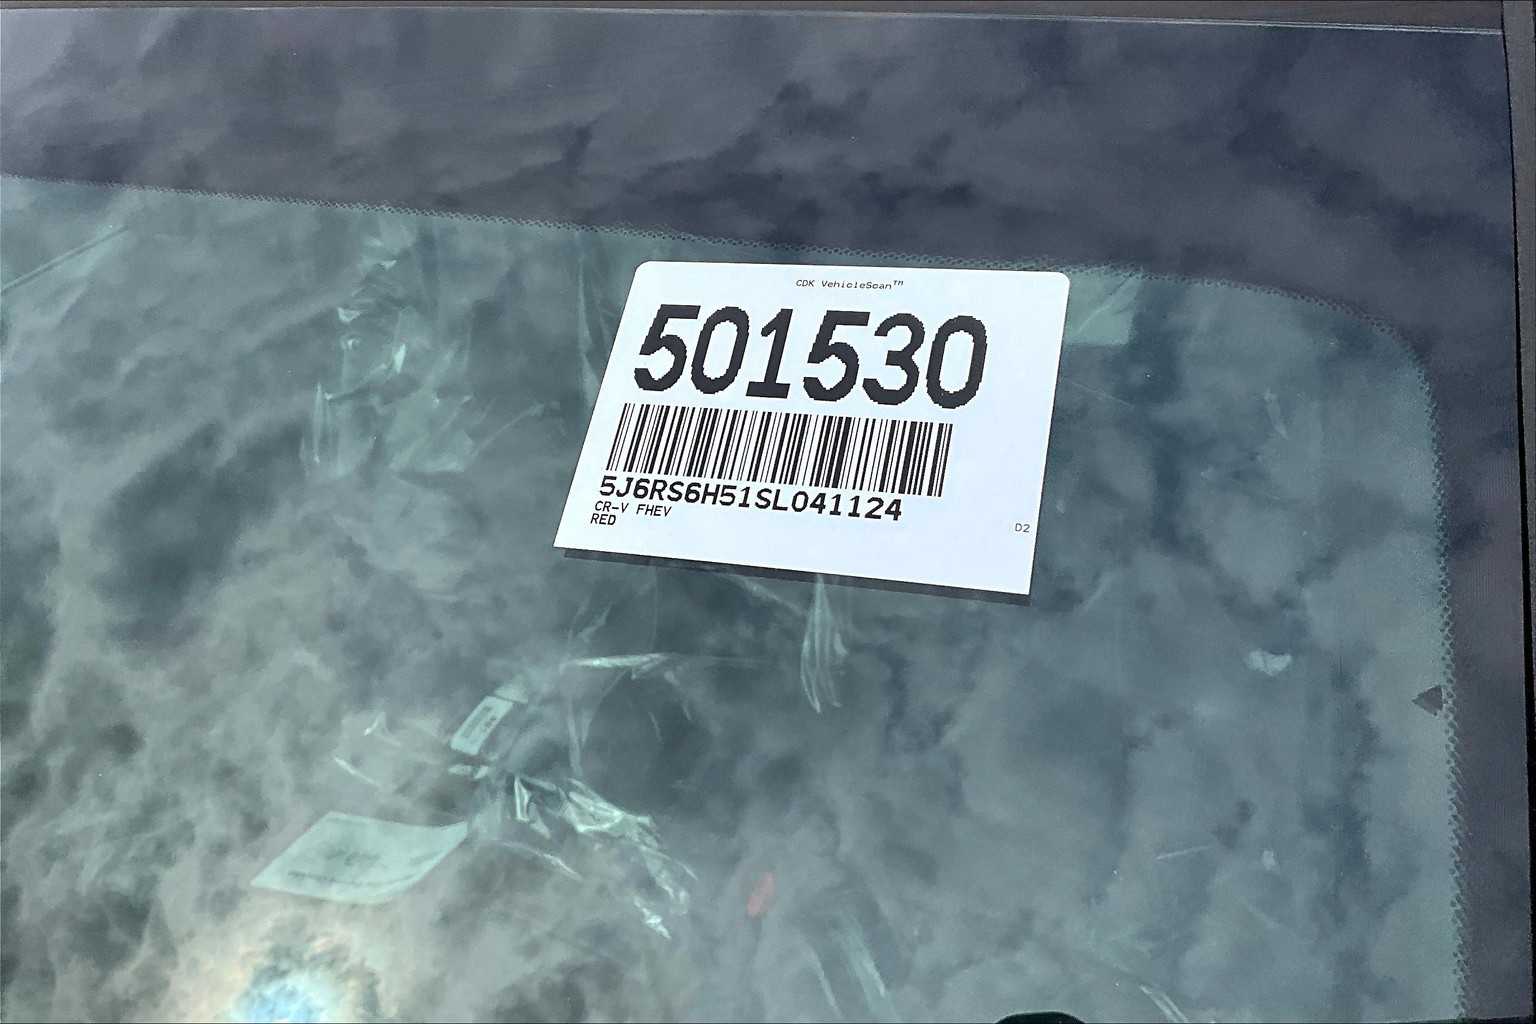 CDK VehicleScan™
501530
5J6RS6H51SL041124
CR-V FHEV
RED
D2